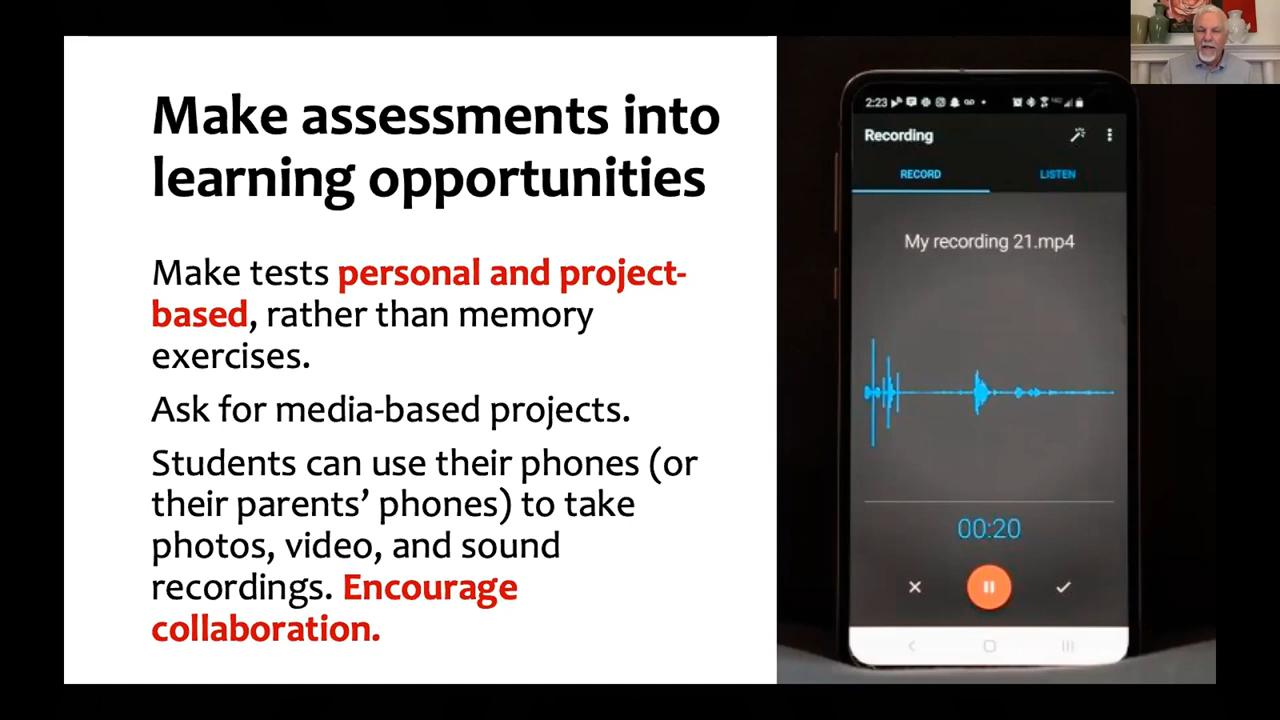 Make assessments into
learning opportunities
Make tests personal and project-
based, rather than memory
exercises.
Ask for media-based projects.
Students can use their phones (or
their parents’ phones) to take
photos, video, and sound
recordings. Encourage
collaboration.
2:23
Recording
RECORD LISTEN
My recording 21.mp4
00:20